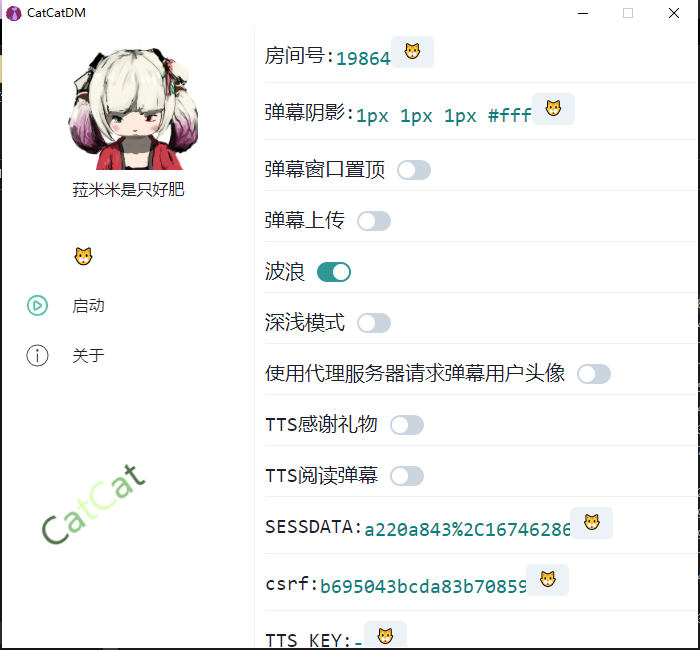 CatCatDM
菈米米是只好肥
启动
关于
CatCat
房间号:19864
弹幕阴影:1px 1px 1px #fff
弹幕窗口置顶
弹幕上传
波浪
深浅模式
使用代理服务器请求弹幕用户头像
TTS感谢礼物
TTS阅读弹幕
SESSDATA:a220a843%2C16746286
csrf:b695043bcda83b70859
TTS KEY:-